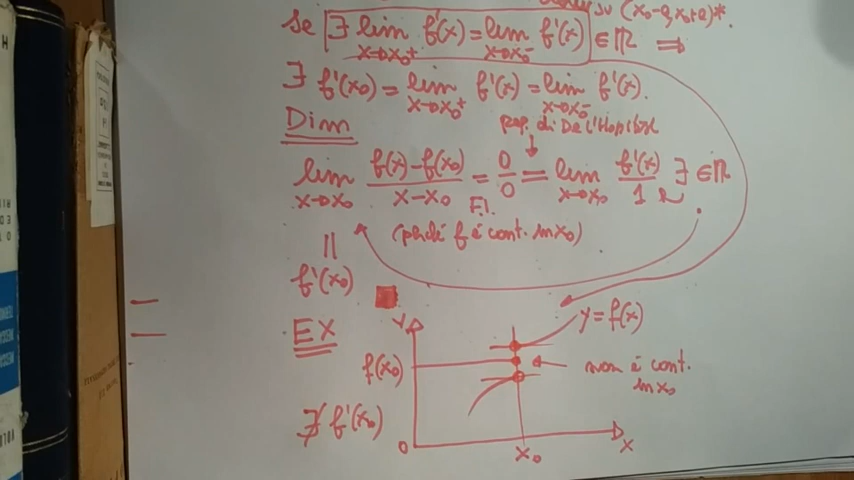 su (x₀-a, x₀+a)*.
Se ∃ lim x→x₀⁺ f'(x) = lim x→x₀⁻ f'(x) ∈ ℝ ⇒
∃ f'(x₀) = lim x→x₀⁺ f'(x) = lim x→x₀⁻ f'(x).
Dim
di De l'Hopital
lim x→x₀ (f(x)-f(x₀))/(x-x₀) = 0/0 = lim x→x₀ f'(x)/1 ∃ ∈ ℝ
F.I.
(perché f è cont. in x₀)
||
f'(x₀)
EX
y
y=f(x)
f(x₀)
non è cont.
in x₀
∄ f'(x₀)
0
x₀
x